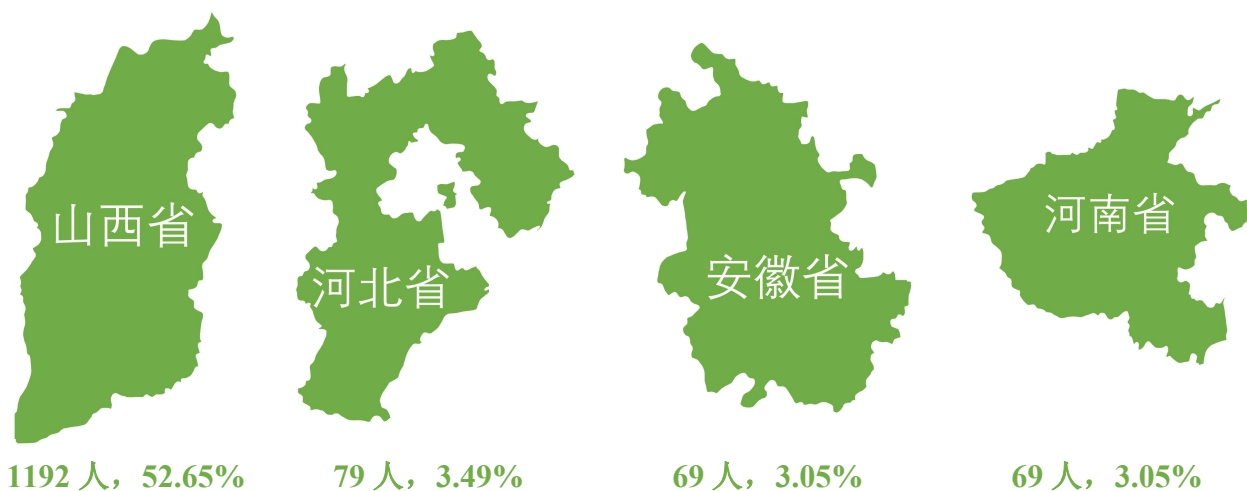 山西省
河北省
安徽省
河南省
1192 人，52.65%
79 人，3.49%
69 人，3.05%
69 人，3.05%